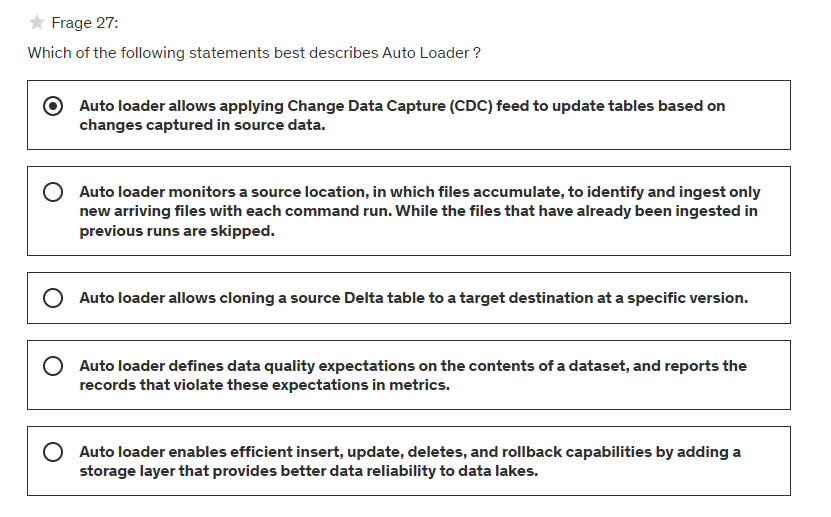 Frage 27:
Which of the following statements best describes Auto Loader ?
Auto loader allows applying Change Data Capture (CDC) feed to update tables based on
changes captured in source data.
Auto loader monitors a source location, in which files accumulate, to identify and ingest only
new arriving files with each command run. While the files that have already been ingested in
previous runs are skipped.
Auto loader allows cloning a source Delta table to a target destination at a specific version.
Auto loader defines data quality expectations on the contents of a dataset, and reports the
records that violate these expectations in metrics.
Auto loader enables efficient insert, update, deletes, and rollback capabilities by adding a
storage layer that provides better data reliability to data lakes.